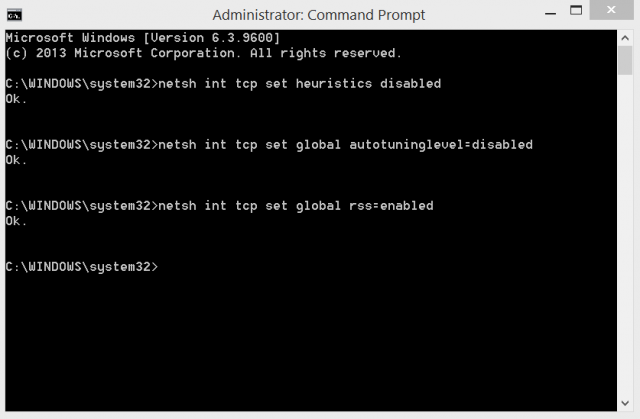 Administrator: Command Prompt
Microsoft Windows [Version 6.3.9600]
(c) 2013 Microsoft Corporation. All rights reserved.
C:\WINDOWS\system32>netsh int tcp set heuristics disabled
Ok.
C:\WINDOWS\system32>netsh int tcp set global autotuninglevel=disabled
Ok.
C:\WINDOWS\system32>netsh int tcp set global rss=enabled
Ok.
C:\WINDOWS\system32>